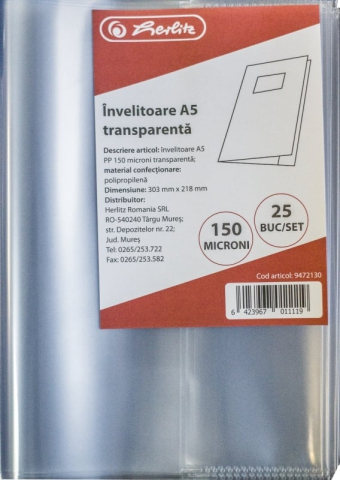 Herlitz
Învelitoare A5
transparentă
Descriere articol: învelitoare A5
PP 150 microni transparentă;
material confecționare:
polipropilenă
Dimensiune: 303 mm x 218 mm
Distribuitor:
Herlitz Romania SRL
RO-540240 Târgu Mureș;
str. Depozitelor nr. 22;
Jud. Mureș
Tel: 0265/253.722
Fax: 0265/253.582
150
MICRONI
25
BUC/SET
Cod articol: 9472130
6 423967 011119